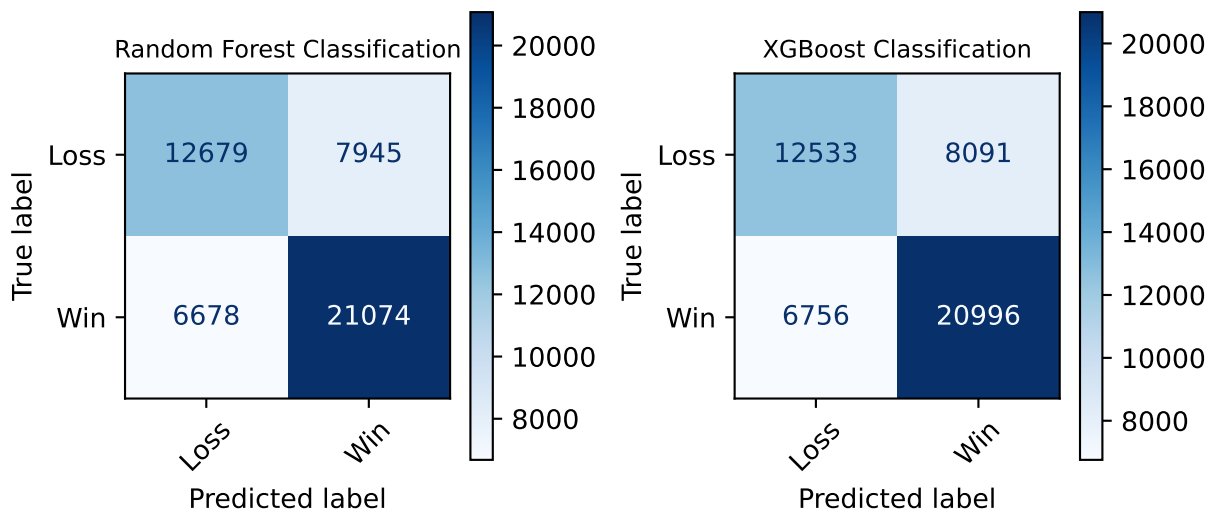 Random Forest Classification
True label
Loss
12679
7945
Win
6678
21074
Loss
Win
Predicted label
20000
18000
16000
14000
12000
10000
8000
XGBoost Classification
True label
Loss
12533
8091
Win
6756
20996
Loss
Win
Predicted label
20000
18000
16000
14000
12000
10000
8000